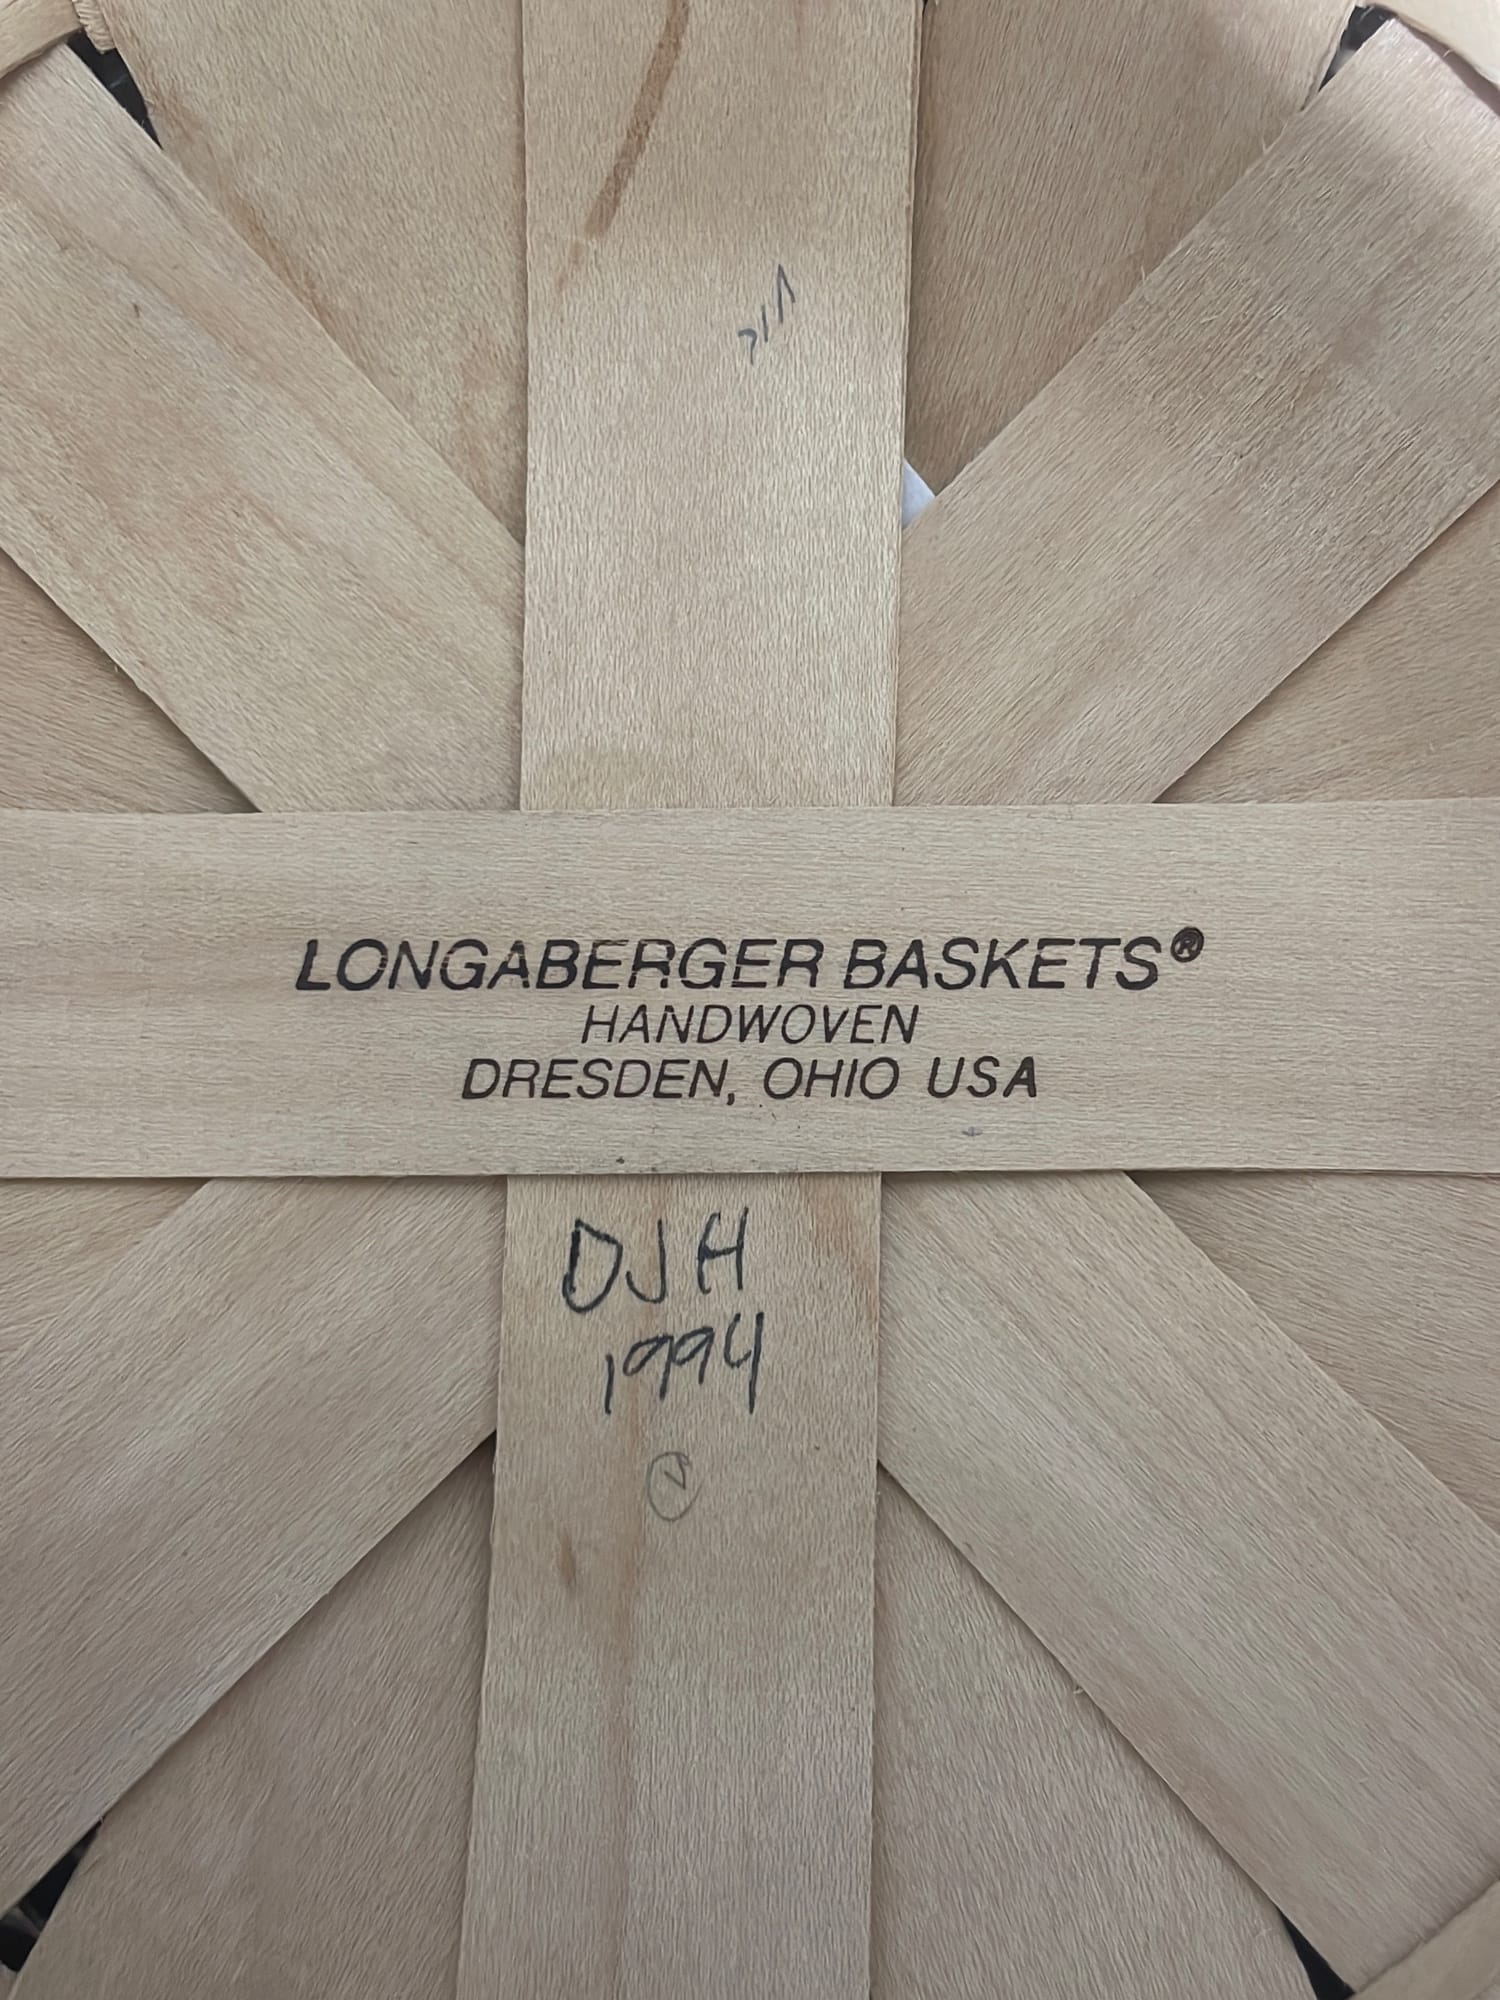 LONGABERGER BASKETS®
HANDWOVEN
DRESDEN, OHIO USA
DJH
1994